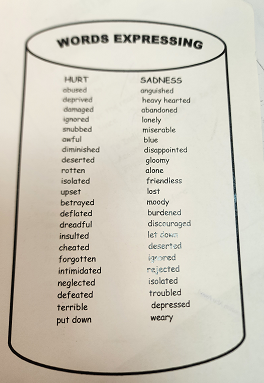 WORDS EXPRESSING
HURT SADNESS
abused anguished
deprived heavy hearted
damaged abandoned
ignored lonely
snubbed miserable
awful blue
diminished disappointed
deserted gloomy
rotten alone
isolated friendless
upset lost
betrayed moody
deflated burdened
dreadful discouraged
insulted let down
cheated deserted
forgotten ignored
intimidated rejected
neglected isolated
defeated troubled
terrible depressed
put down weary